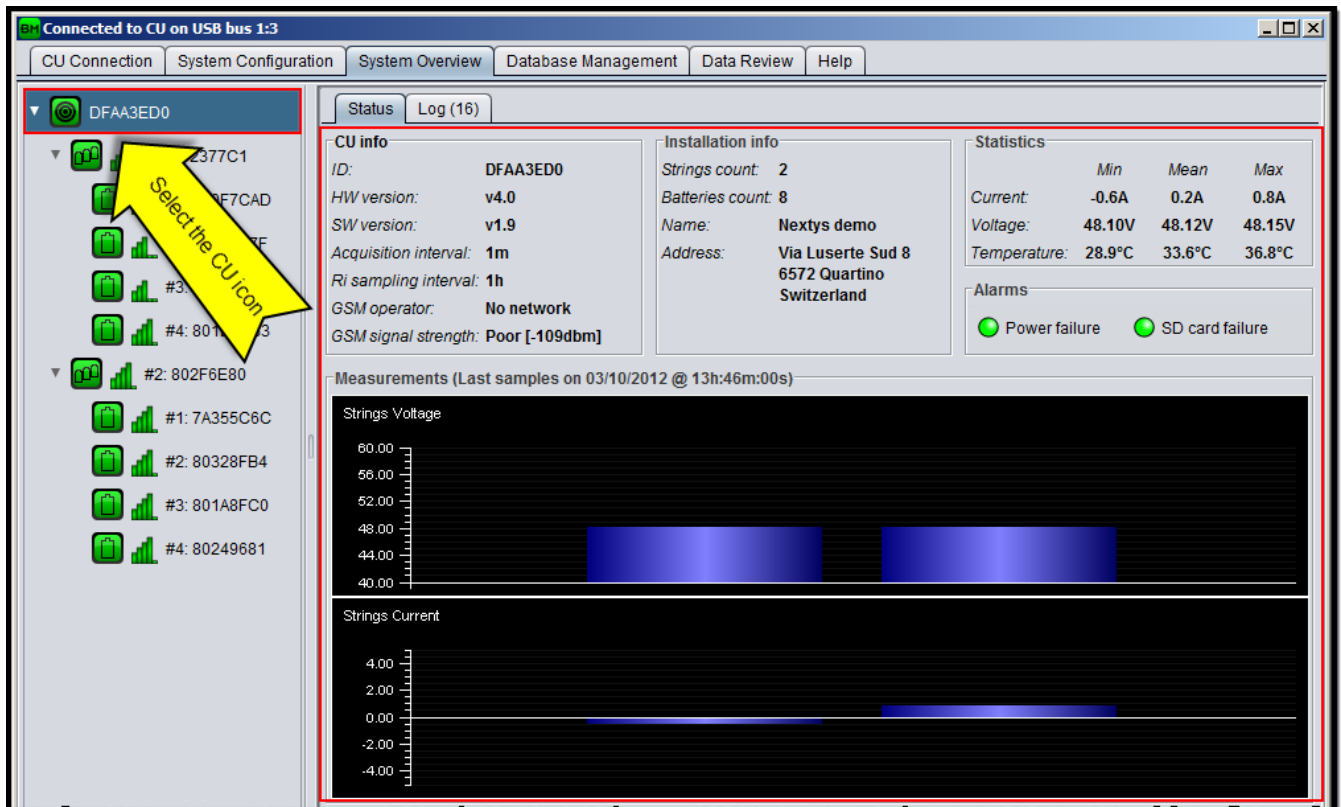 BM Connected to CU on USB bus 1:3
CU Connection System Configuration System Overview Database Management Data Review Help
DFAA3ED0
2377C1
F7CAD
#3:
#4: 801
#2: 802F6E80
#1: 7A355C6C
#2: 80328FB4
#3: 801A8FC0
#4: 80249681
Select the CU icon
Status Log (16)
CU info
ID: DFAA3ED0
HW version: v4.0
SW version: v1.9
Acquisition interval: 1m
Ri sampling interval: 1h
GSM operator: No network
GSM signal strength: Poor [-109dbm]
Installation info
Strings count: 2
Batteries count: 8
Name: Nextys demo
Address: Via Luserte Sud 8
6572 Quartino
Switzerland
Statistics
Min Mean Max
Current: -0.6A 0.2A 0.8A
Voltage: 48.10V 48.12V 48.15V
Temperature: 28.9°C 33.6°C 36.8°C
Alarms
Power failure SD card failure
Measurements (Last samples on 03/10/2012 @ 13h:46m:00s)
Strings Voltage
60.00
56.00
52.00
48.00
44.00
40.00
Strings Current
4.00
2.00
0.00
-2.00
-4.00